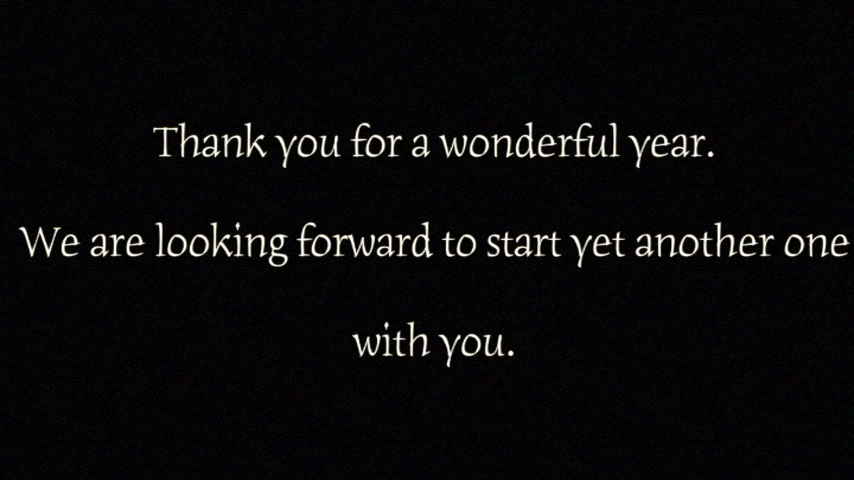 Thank you for a wonderful year.
We are looking forward to start yet another one
with you.